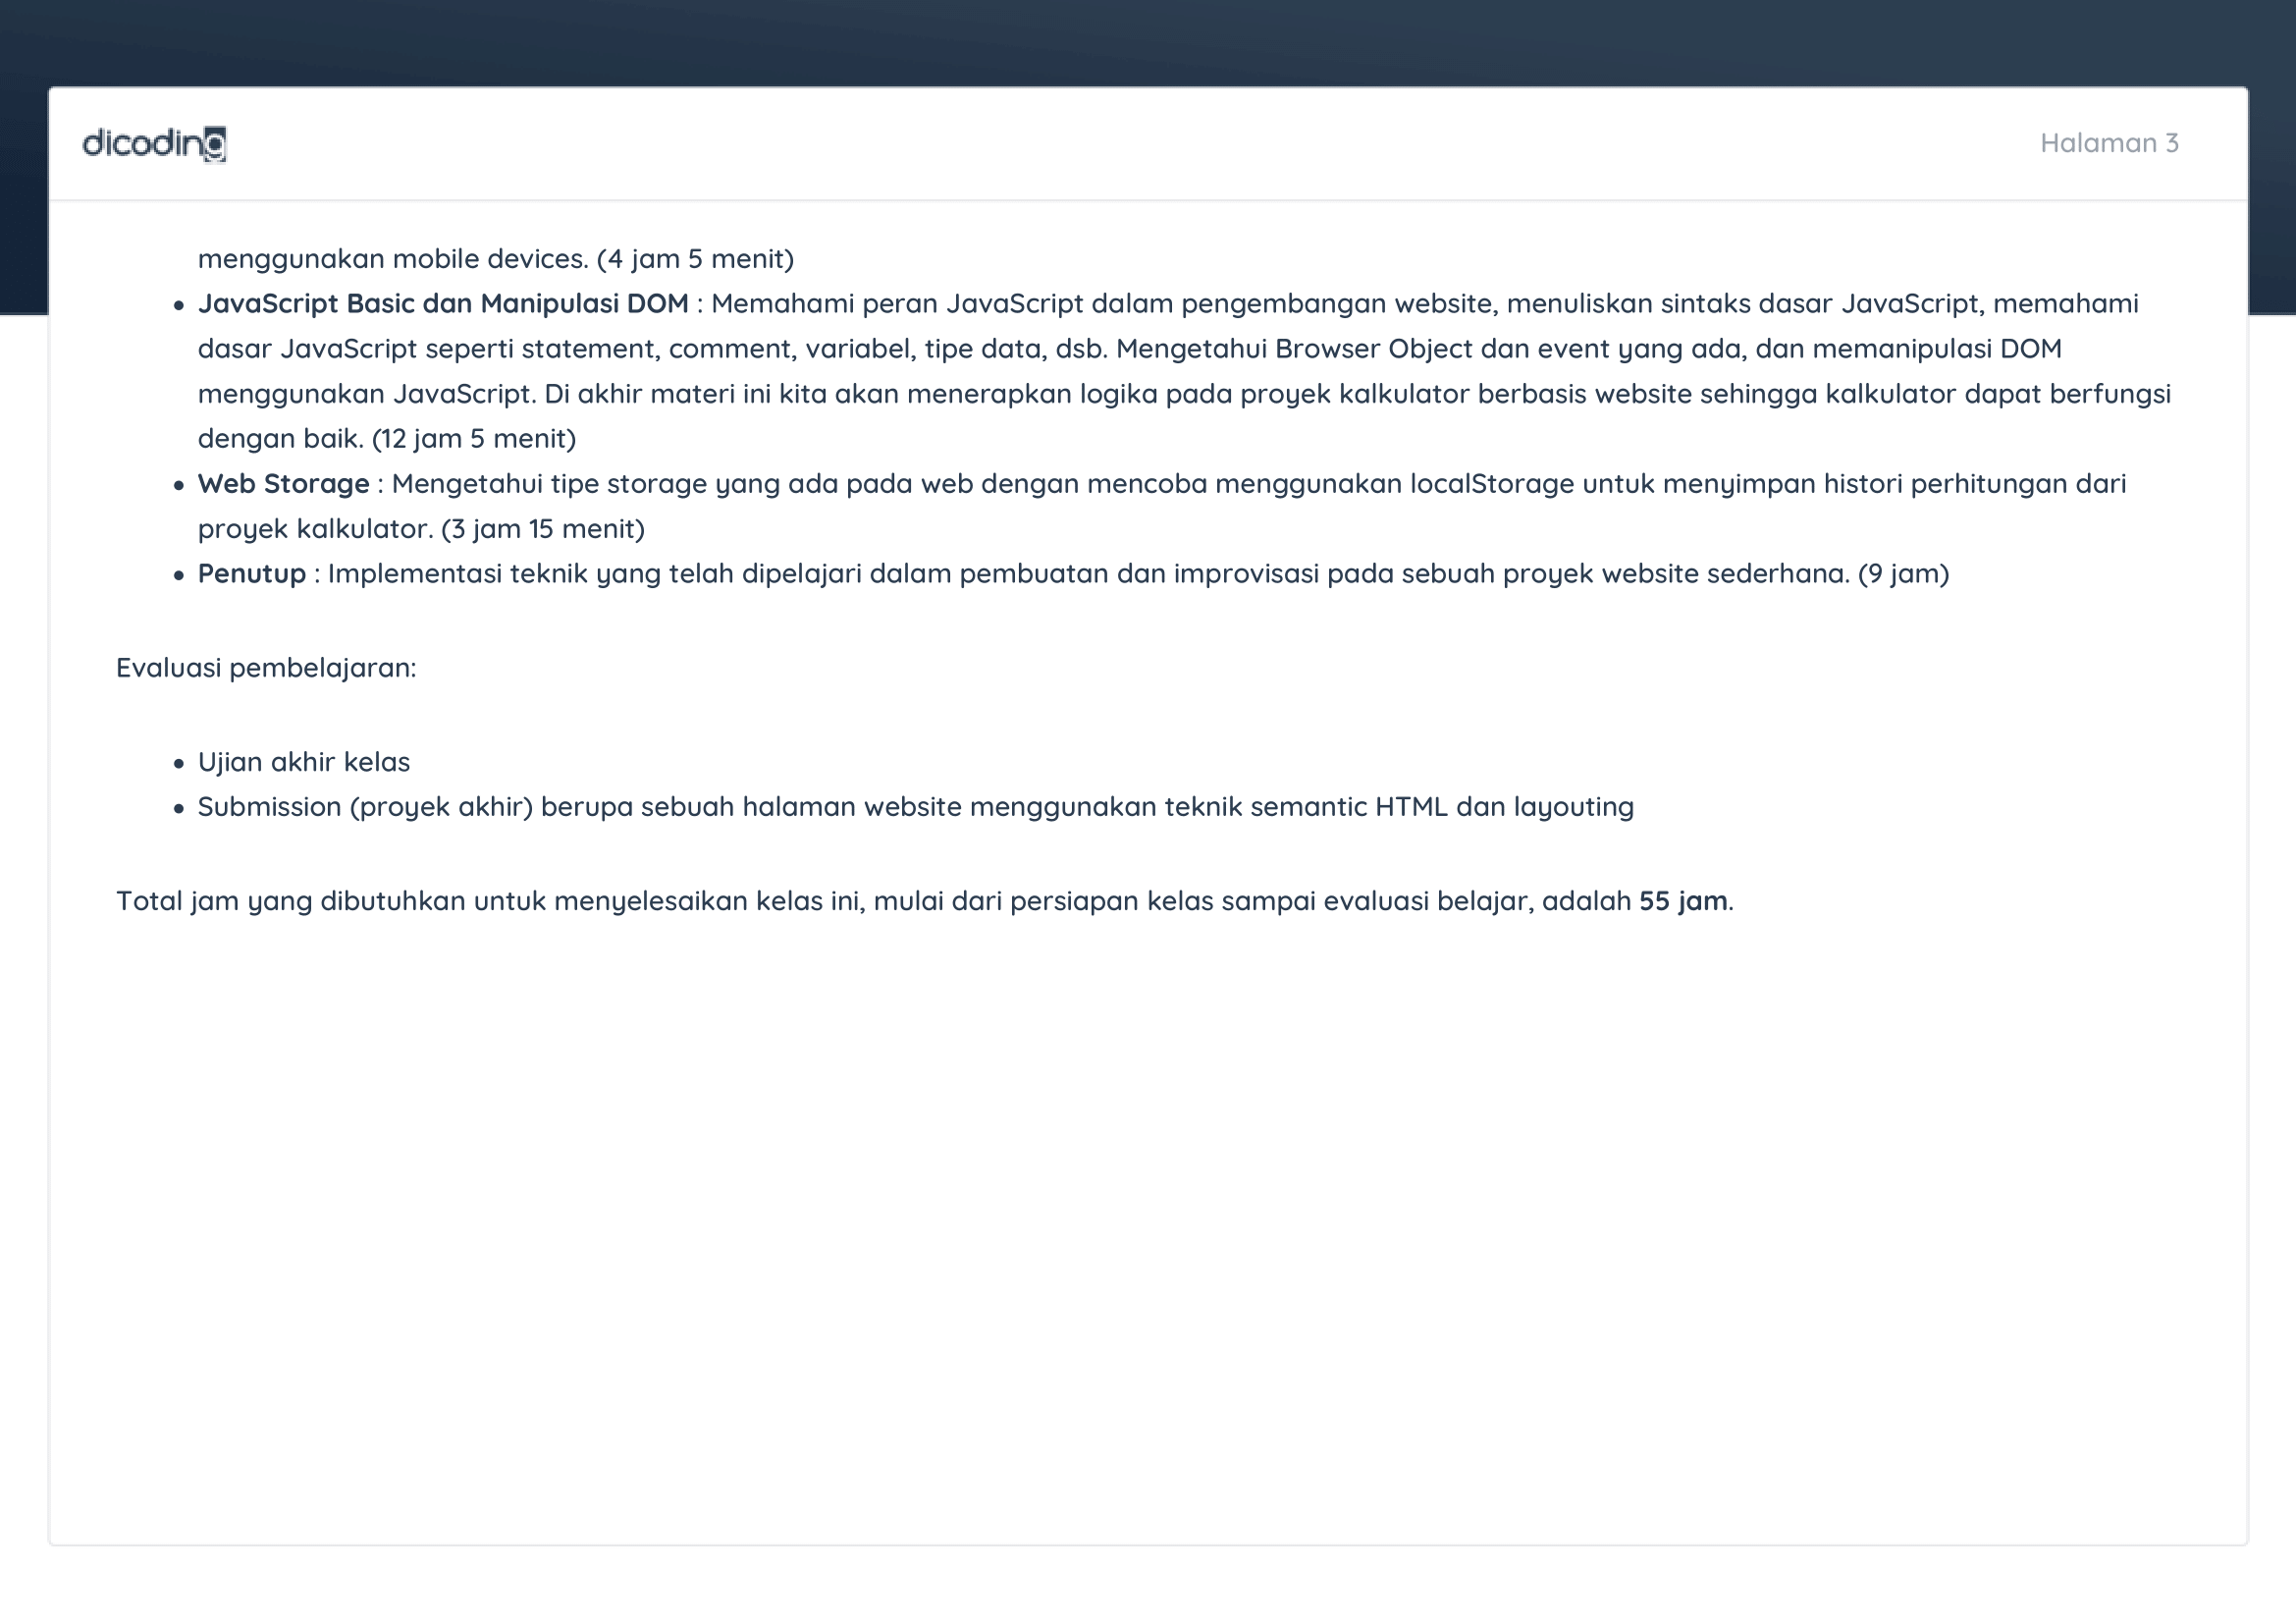 dicoding
Halaman 3
menggunakan mobile devices. (4 jam 5 menit)
• JavaScript Basic dan Manipulasi DOM : Memahami peran JavaScript dalam pengembangan website, menuliskan sintaks dasar JavaScript, memahami
dasar JavaScript seperti statement, comment, variabel, tipe data, dsb. Mengetahui Browser Object dan event yang ada, dan memanipulasi DOM
menggunakan JavaScript. Di akhir materi ini kita akan menerapkan logika pada proyek kalkulator berbasis website sehingga kalkulator dapat berfungsi
dengan baik. (12 jam 5 menit)
• Web Storage : Mengetahui tipe storage yang ada pada web dengan mencoba menggunakan localStorage untuk menyimpan histori perhitungan dari
proyek kalkulator. (3 jam 15 menit)
• Penutup : Implementasi teknik yang telah dipelajari dalam pembuatan dan improvisasi pada sebuah proyek website sederhana. (9 jam)
Evaluasi pembelajaran:
• Ujian akhir kelas
• Submission (proyek akhir) berupa sebuah halaman website menggunakan teknik semantic HTML dan layouting
Total jam yang dibutuhkan untuk menyelesaikan kelas ini, mulai dari persiapan kelas sampai evaluasi belajar, adalah 55 jam.